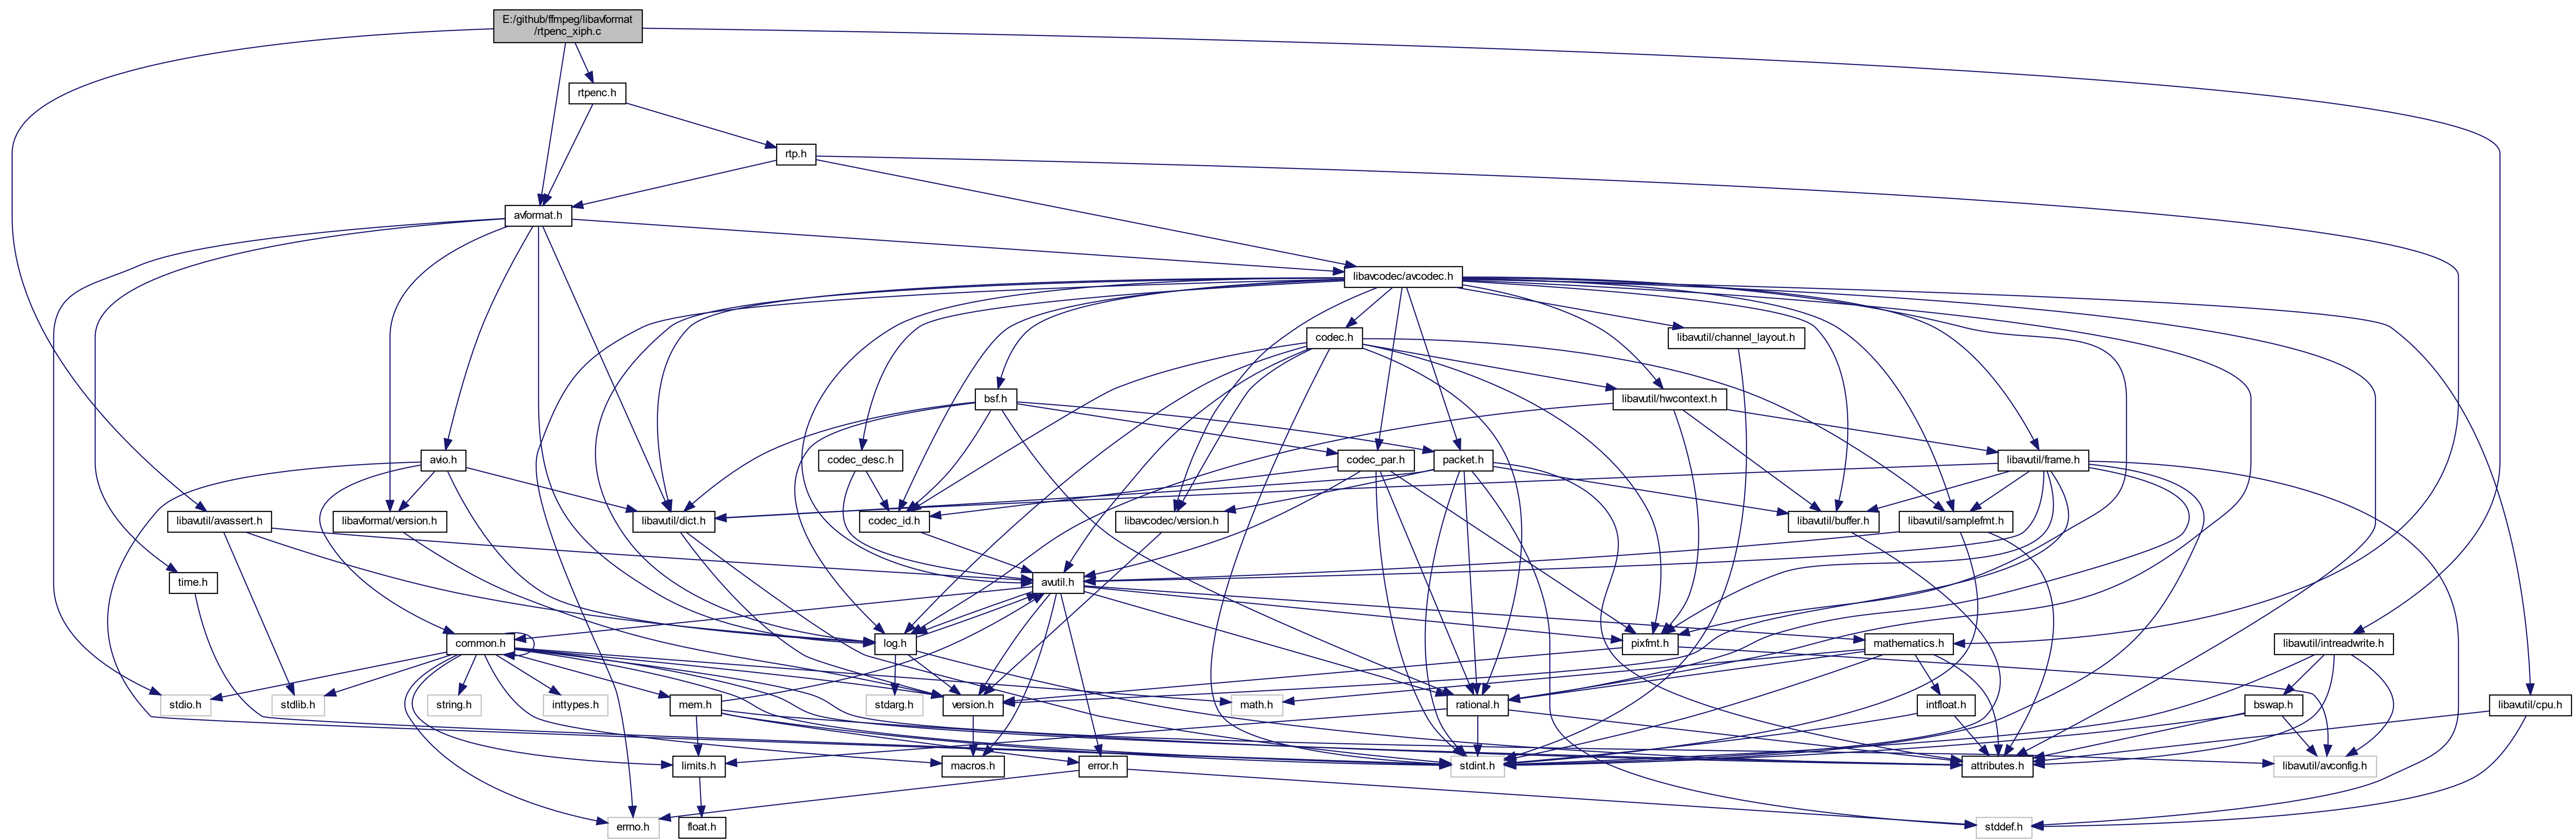 E:/github/ffmpeg/libavformat
/rtpenc_xiph.c
rtpenc.h
rtp.h
avformat.h
libavcodec/avcodec.h
codec.h
libavutil/channel_layout.h
bsf.h
libavutil/hwcontext.h
avio.h
codec_desc.h
codec_par.h
packet.h
libavutil/frame.h
libavutil/avassert.h
libavformat/version.h
libavutil/dict.h
codec_id.h
libavcodec/version.h
libavutil/buffer.h
libavutil/samplefmt.h
time.h
avutil.h
common.h
log.h
pixfmt.h
mathematics.h
libavutil/intreadwrite.h
stdio.h
stdlib.h
string.h
inttypes.h
mem.h
stdarg.h
version.h
math.h
rational.h
intfloat.h
bswap.h
libavutil/cpu.h
limits.h
macros.h
error.h
stdint.h
attributes.h
libavutil/avconfig.h
errno.h
float.h
stddef.h